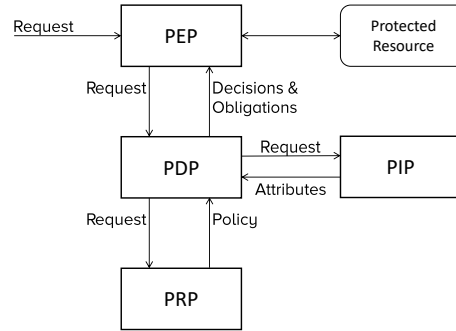 Request
PEP
Protected
Resource
Request
Decisions &
Obligations
PDP
Request
PIP
Attributes
Request
Policy
PRP